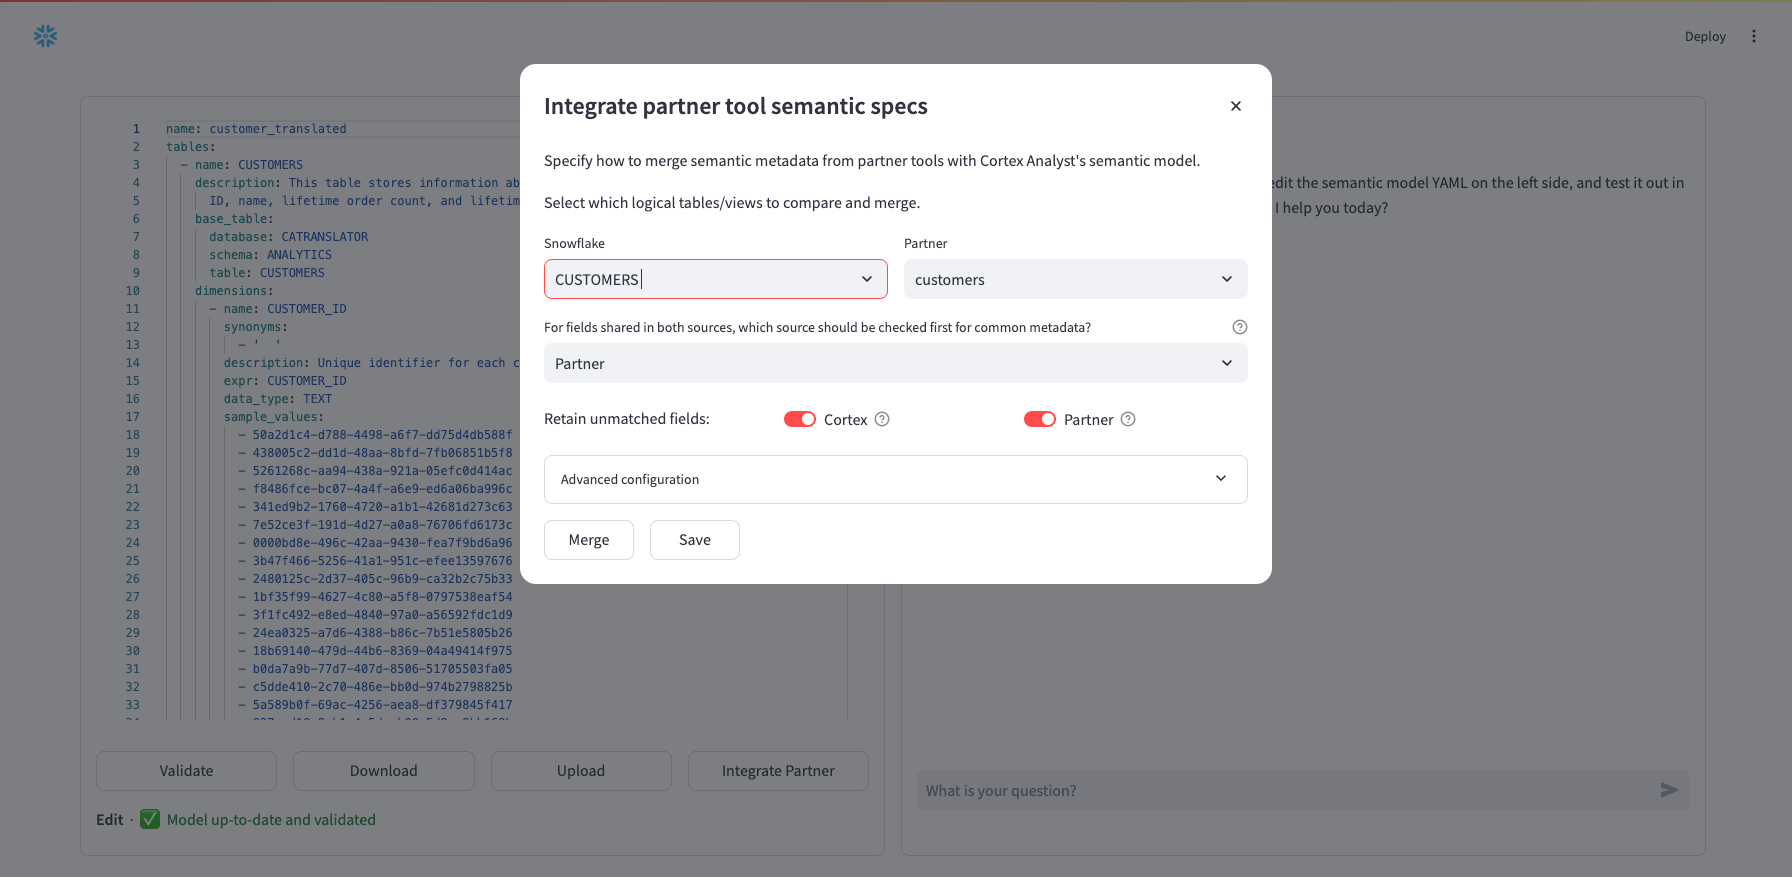 Deploy
Integrate partner tool semantic specs
Specify how to merge semantic metadata from partner tools with Cortex Analyst's semantic model.
Select which logical tables/views to compare and merge.
Snowflake
Partner
CUSTOMERS
customers
For fields shared in both sources, which source should be checked first for common metadata?
Partner
Retain unmatched fields:
Cortex
Partner
Advanced configuration
Merge
Save
1 name: customer_translated
2 tables:
3 - name: CUSTOMERS
4 description: This table stores information ab
5 ID, name, lifetime order count, and lifetim
6 base_table:
7 database: CATRANSLATOR
8 schema: ANALYTICS
9 table: CUSTOMERS
10 dimensions:
11 - name: CUSTOMER_ID
12 synonyms:
13 - ' '
14 description: Unique identifier for each c
15 expr: CUSTOMER_ID
16 data_type: TEXT
17 sample_values:
18 - 50a2d1c4-d788-4498-a6f7-dd75d4db588f
19 - 438005c2-dd1d-48aa-8bfd-7fb06851b5f8
20 - 5261268c-aa94-438a-921a-05efc0d414ac
21 - f8486fce-bc07-4a4f-a6e9-ed6a06ba996c
22 - 341ed9b2-1760-4720-a1b1-42681d273c63
23 - 7e52ce3f-191d-4d27-a0a8-76706fd6173c
24 - 0000bd8e-496c-42aa-9430-fea7f9bd6a96
25 - 3b47f466-5256-41a1-951c-efee13597676
26 - 2480125c-2d37-405c-96b9-ca32b2c75b33
27 - 1bf35f99-4627-4c80-a5f8-0797538eaf54
28 - 3f1fc492-e8ed-4840-97a0-a56592fdc1d9
29 - 24ea0325-a7d6-4388-b86c-7b51e5805b26
30 - 18b69140-479d-44b6-8369-04a49414f975
31 - b0da7a9b-77d7-407d-8506-51705503fa05
32 - c5dde410-2c70-486e-bb0d-974b2798825b
33 - 5a589b0f-69ac-4256-aea8-df379845f417
Validate
Download
Upload
Integrate Partner
Edit · ✅ Model up-to-date and validated
edit the semantic model YAML on the left side, and test it out in
I help you today?
What is your question?